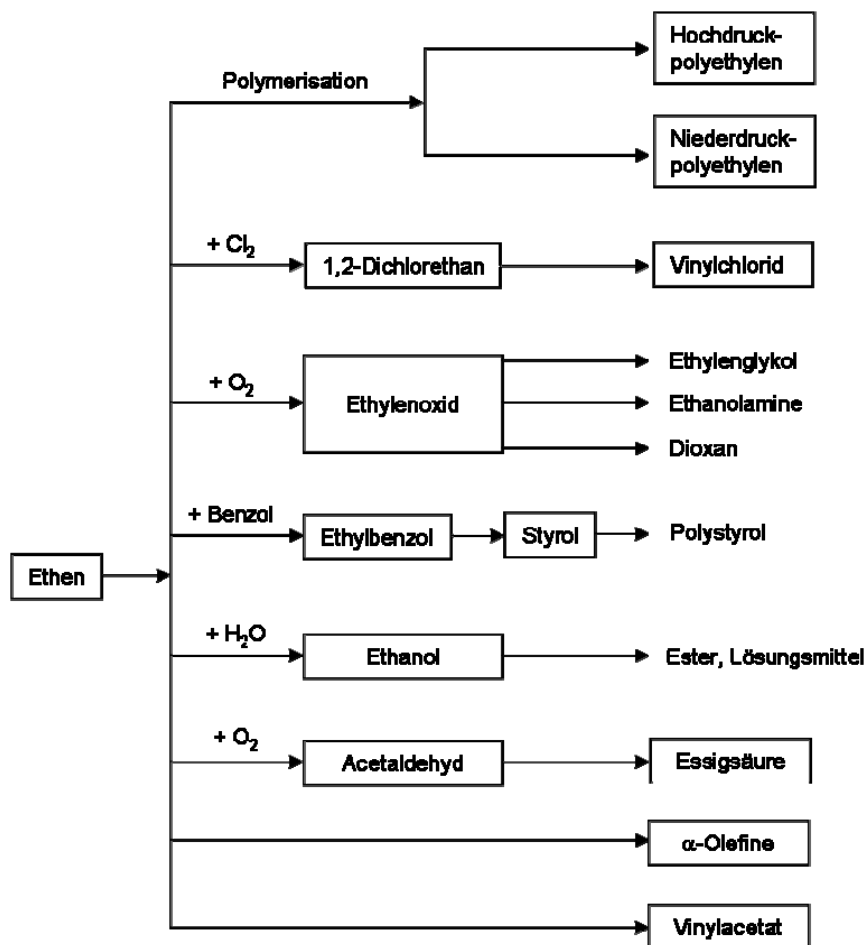 Hochdruck-
polyethylen
Polymerisation
Niederdruck-
polyethylen
+ Cl₂
1,2-Dichlorethan
Vinylchlorid
+ O₂
Ethylenoxid
Ethylenglykol
Ethanolamine
Dioxan
+ Benzol
Ethylbenzol
Styrol
Polystyrol
Ethen
+ H₂O
Ethanol
Ester, Lösungsmittel
+ O₂
Acetaldehyd
Essigsäure
α-Olefine
Vinylacetat